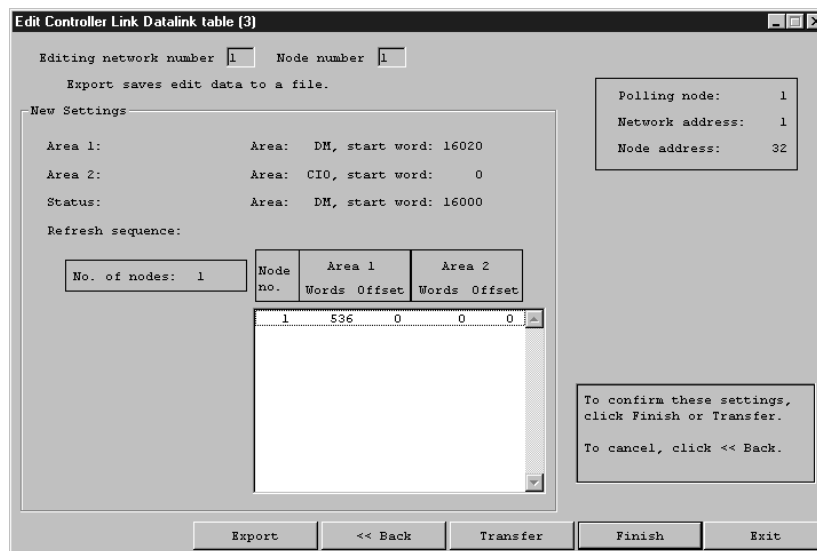 Edit Controller Link Datalink table (3)
Editing network number 1 Node number 1
Export saves edit data to a file.
Polling node: 1
Network address: 1
Node address: 32
New Settings
Area 1: Area: DM, start word: 16020
Area 2: Area: CIO, start word: 0
Status: Area: DM, start word: 16000
Refresh sequence:
No. of nodes: 1
Node no.
Area 1
Words Offset
Area 2
Words Offset
1 536 0 0 0
To confirm these settings,
click Finish or Transfer.
To cancel, click << Back.
Export << Back Transfer Finish Exit